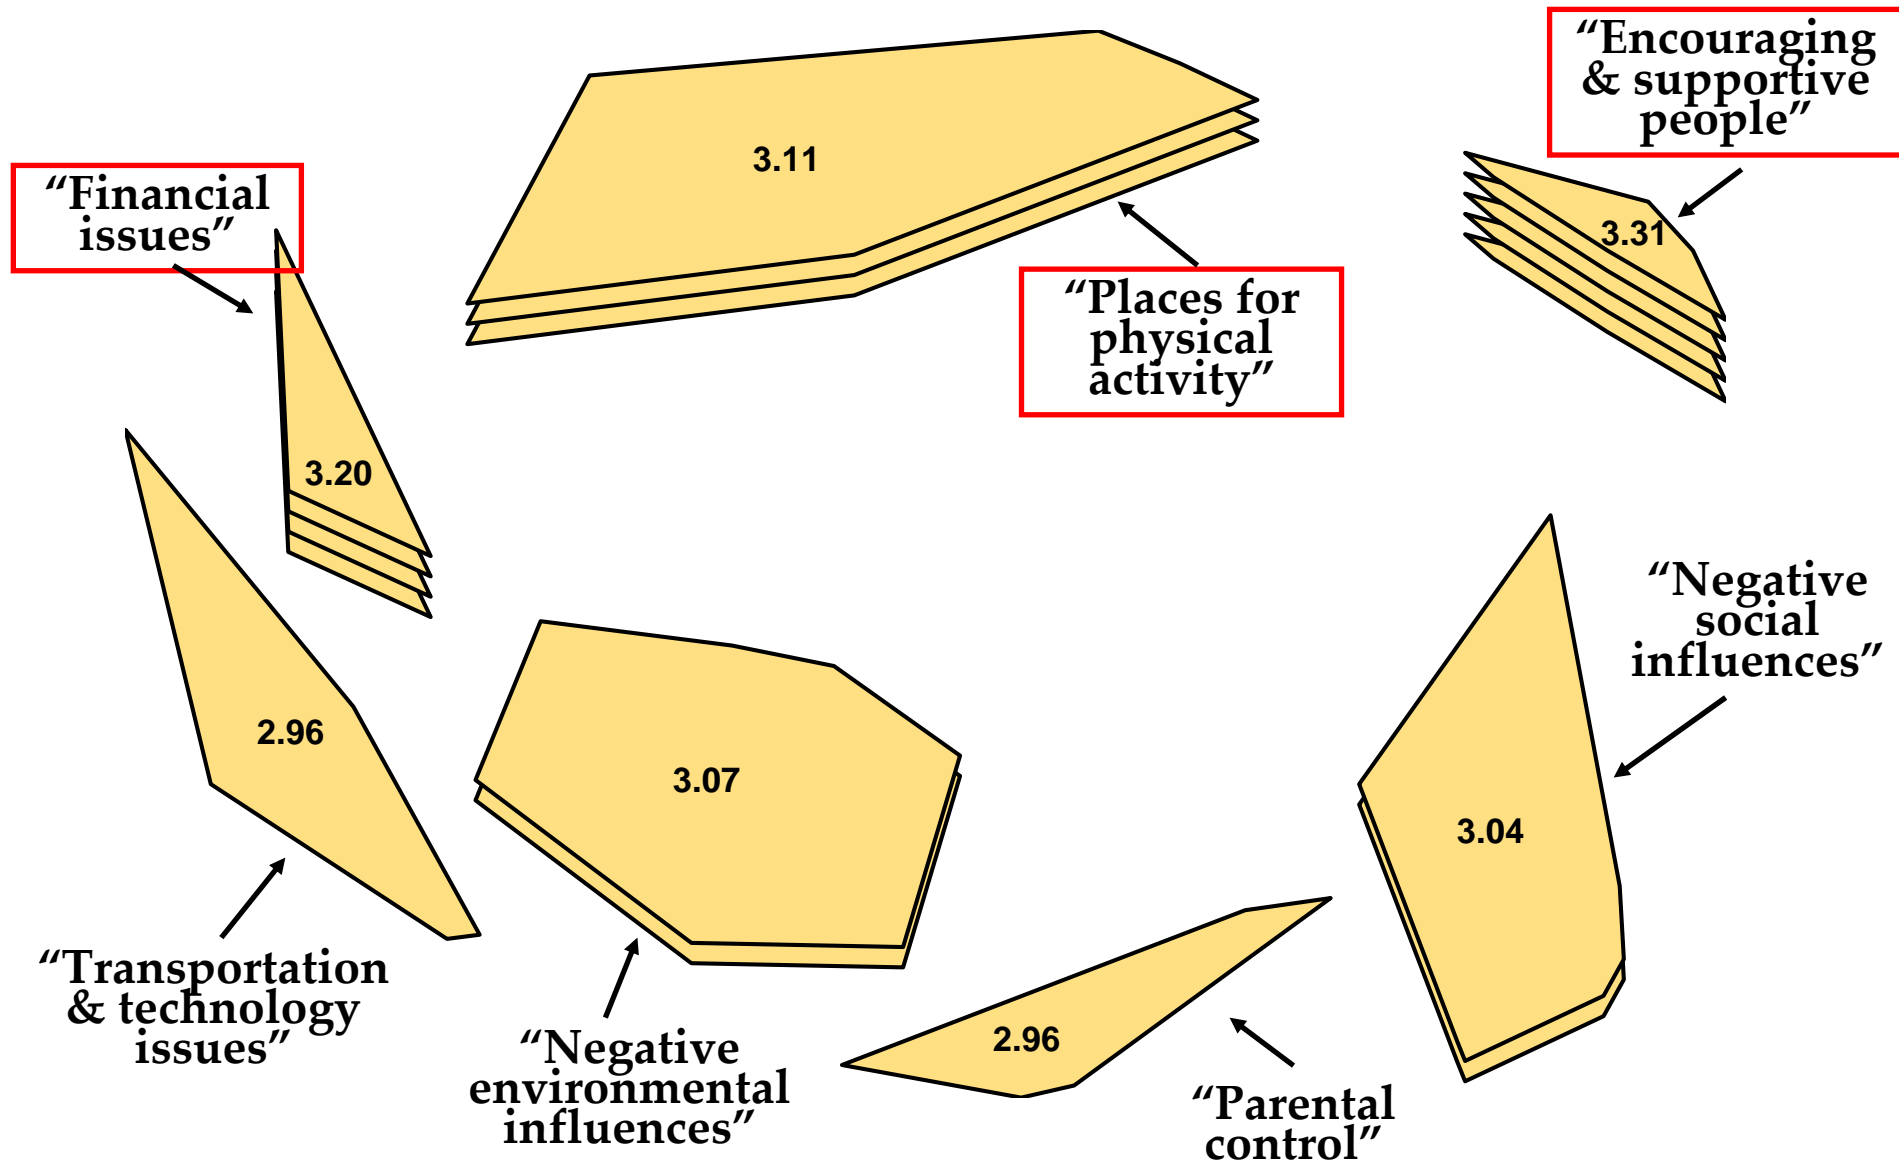 “Encouraging
& supportive
people”
3.11
“Financial
issues”
3.31
“Places for
physical
activity”
3.20
“Negative
social
influences”
2.96
3.07
3.04
“Transportation
& technology
issues”
“Negative
environmental
influences”
2.96
“Parental
control”